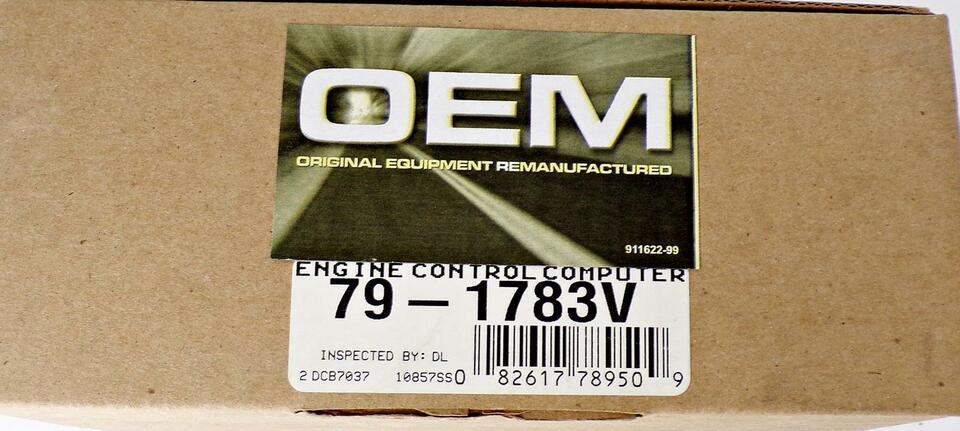 OEM
ORIGINAL EQUIPMENT REMANUFACTURED
911622-99
ENGINE CONTROL COMPUTER
79-1783V
INSPECTED BY: DL
2 DCB7037 10857SS
0 82617 78950 9